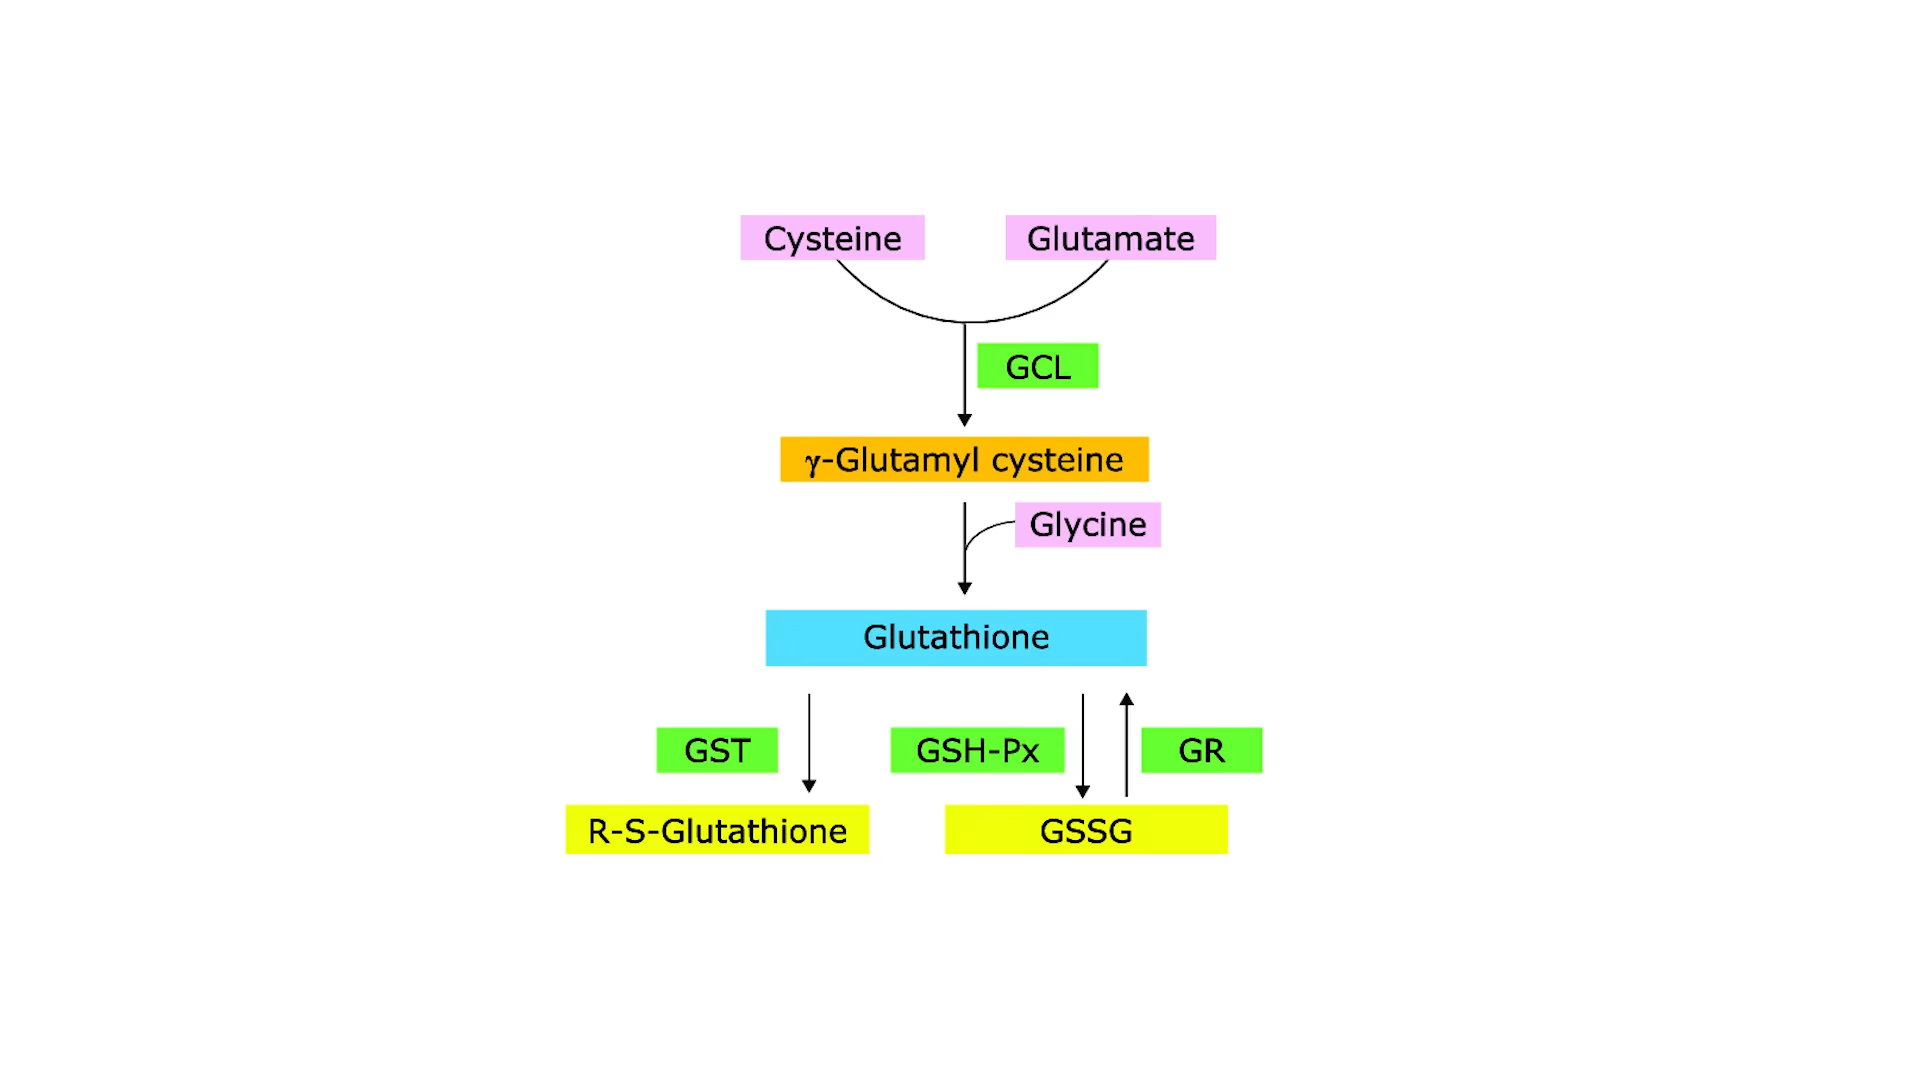 Cysteine
Glutamate
GCL
γ-Glutamyl cysteine
Glycine
Glutathione
GST
GSH-Px
GR
R-S-Glutathione
GSSG